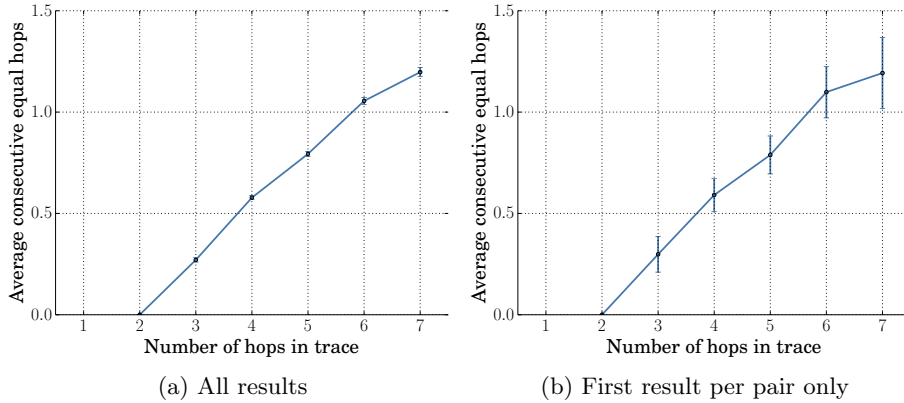 1.5
1.0
0.5
0.0
Average consecutive equal hops
1 2 3 4 5 6 7
Number of hops in trace
(a) All results
1.5
1.0
0.5
0.0
Average consecutive equal hops
1 2 3 4 5 6 7
Number of hops in trace
(b) First result per pair only